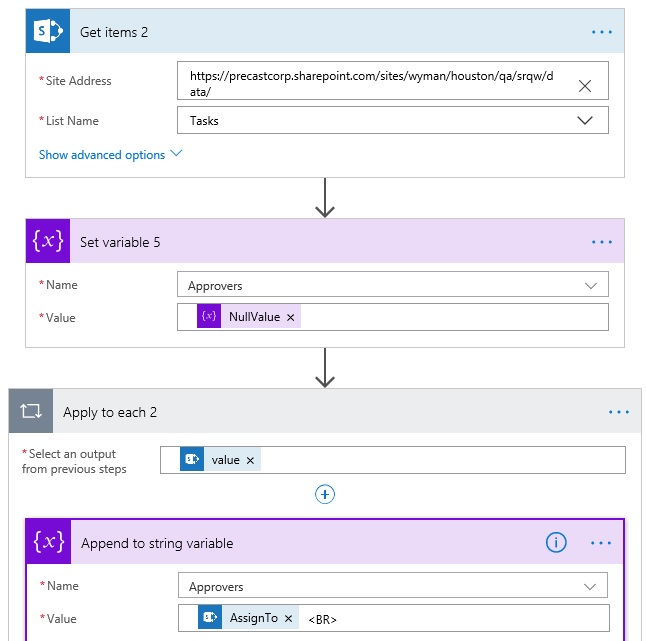 Get items 2
...
* Site Address
https://precastcorp.sharepoint.com/sites/wyman/houston/qa/srqw/d
ata/
* List Name
Tasks
Show advanced options
{x} Set variable 5
...
* Name
Approvers
* Value
{x} NullValue ×
Apply to each 2
...
* Select an output
from previous steps
value ×
{x} Append to string variable
...
* Name
Approvers
* Value
AssignTo × <BR>